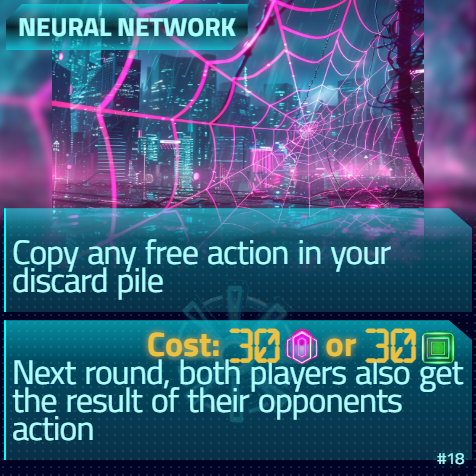 NEURAL NETWORK
Copy any free action in your
discard pile
Cost: 30 or 30
Next round, both players also get
the result of their opponents
action
#18